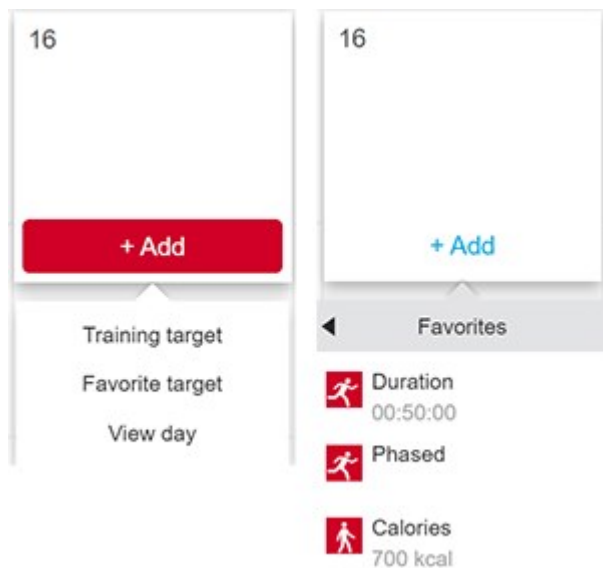 16
+ Add
Training target
Favorite target
View day
16
+ Add
Favorites
Duration
00:50:00
Phased
Calories
700 kcal